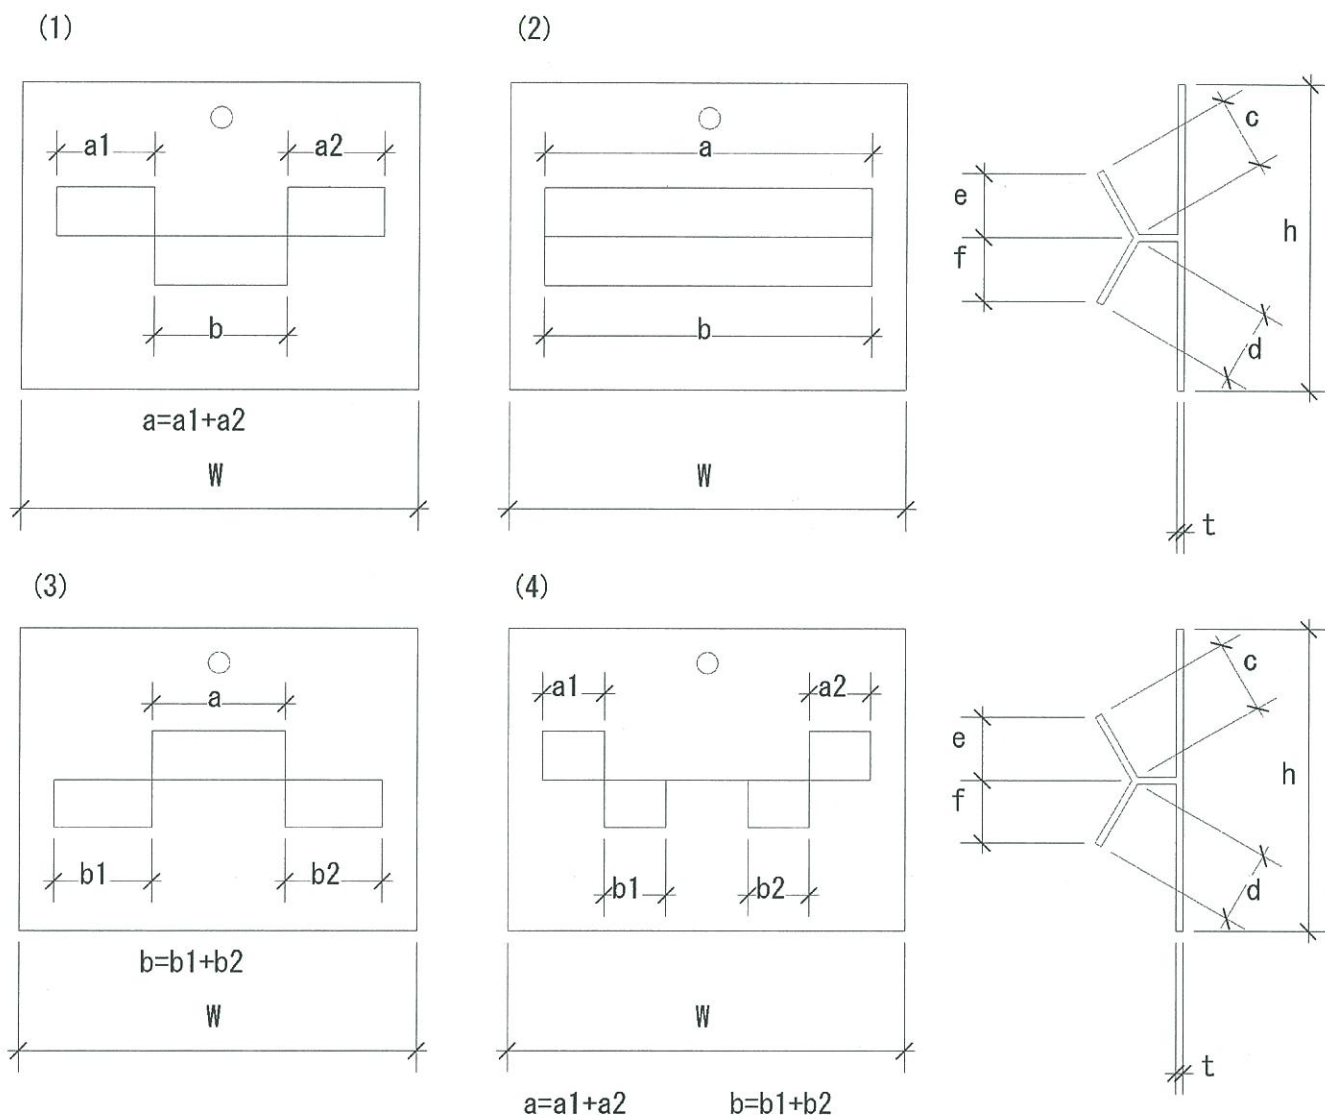 (1)
(2)
a1 a2
a
c
e
f
h
b
b
d
a=a1+a2
W
W
t
(3)
(4)
a
a1 a2
c
e
f
h
b1 b2
b1 b2
d
b=b1+b2
W
W
t
a=a1+a2 b=b1+b2